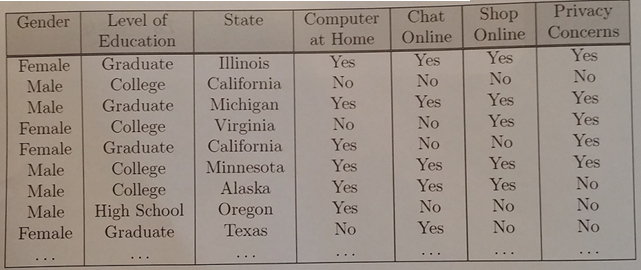 Gender Level of Education State Computer at Home Chat Online Shop Online Privacy Concerns
Female Graduate Illinois Yes Yes Yes Yes
Male College California No No No No
Male Graduate Michigan Yes Yes Yes Yes
Female College Virginia No No Yes Yes
Female Graduate California Yes No No Yes
Male College Minnesota Yes Yes Yes Yes
Male College Alaska Yes Yes Yes No
Male High School Oregon Yes No No No
Female Graduate Texas No Yes No No
... ... ... ... ... ... ...